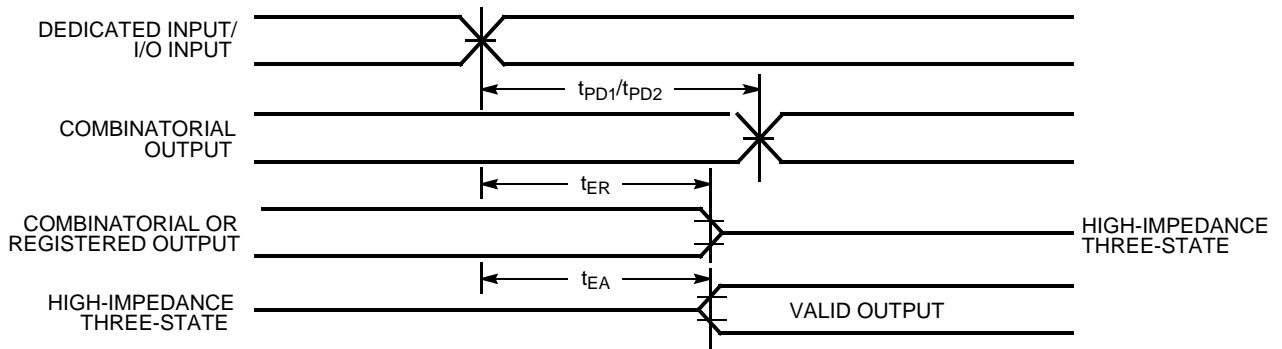 DEDICATED INPUT/
I/O INPUT
tPD1/tPD2
COMBINATORIAL
OUTPUT
tER
COMBINATORIAL OR
REGISTERED OUTPUT
HIGH-IMPEDANCE
THREE-STATE
tEA
HIGH-IMPEDANCE
THREE-STATE
VALID OUTPUT